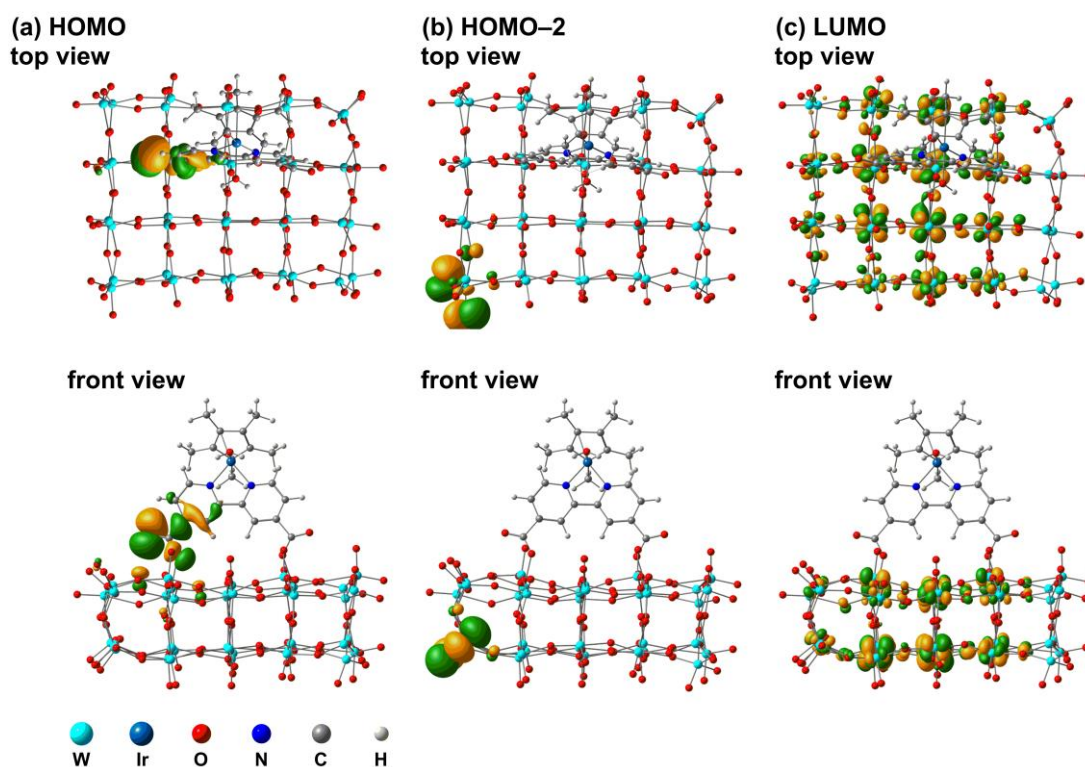 (a) HOMO
top view
(b) HOMO–2
top view
(c) LUMO
top view
front view
front view
front view
W Ir O N C H